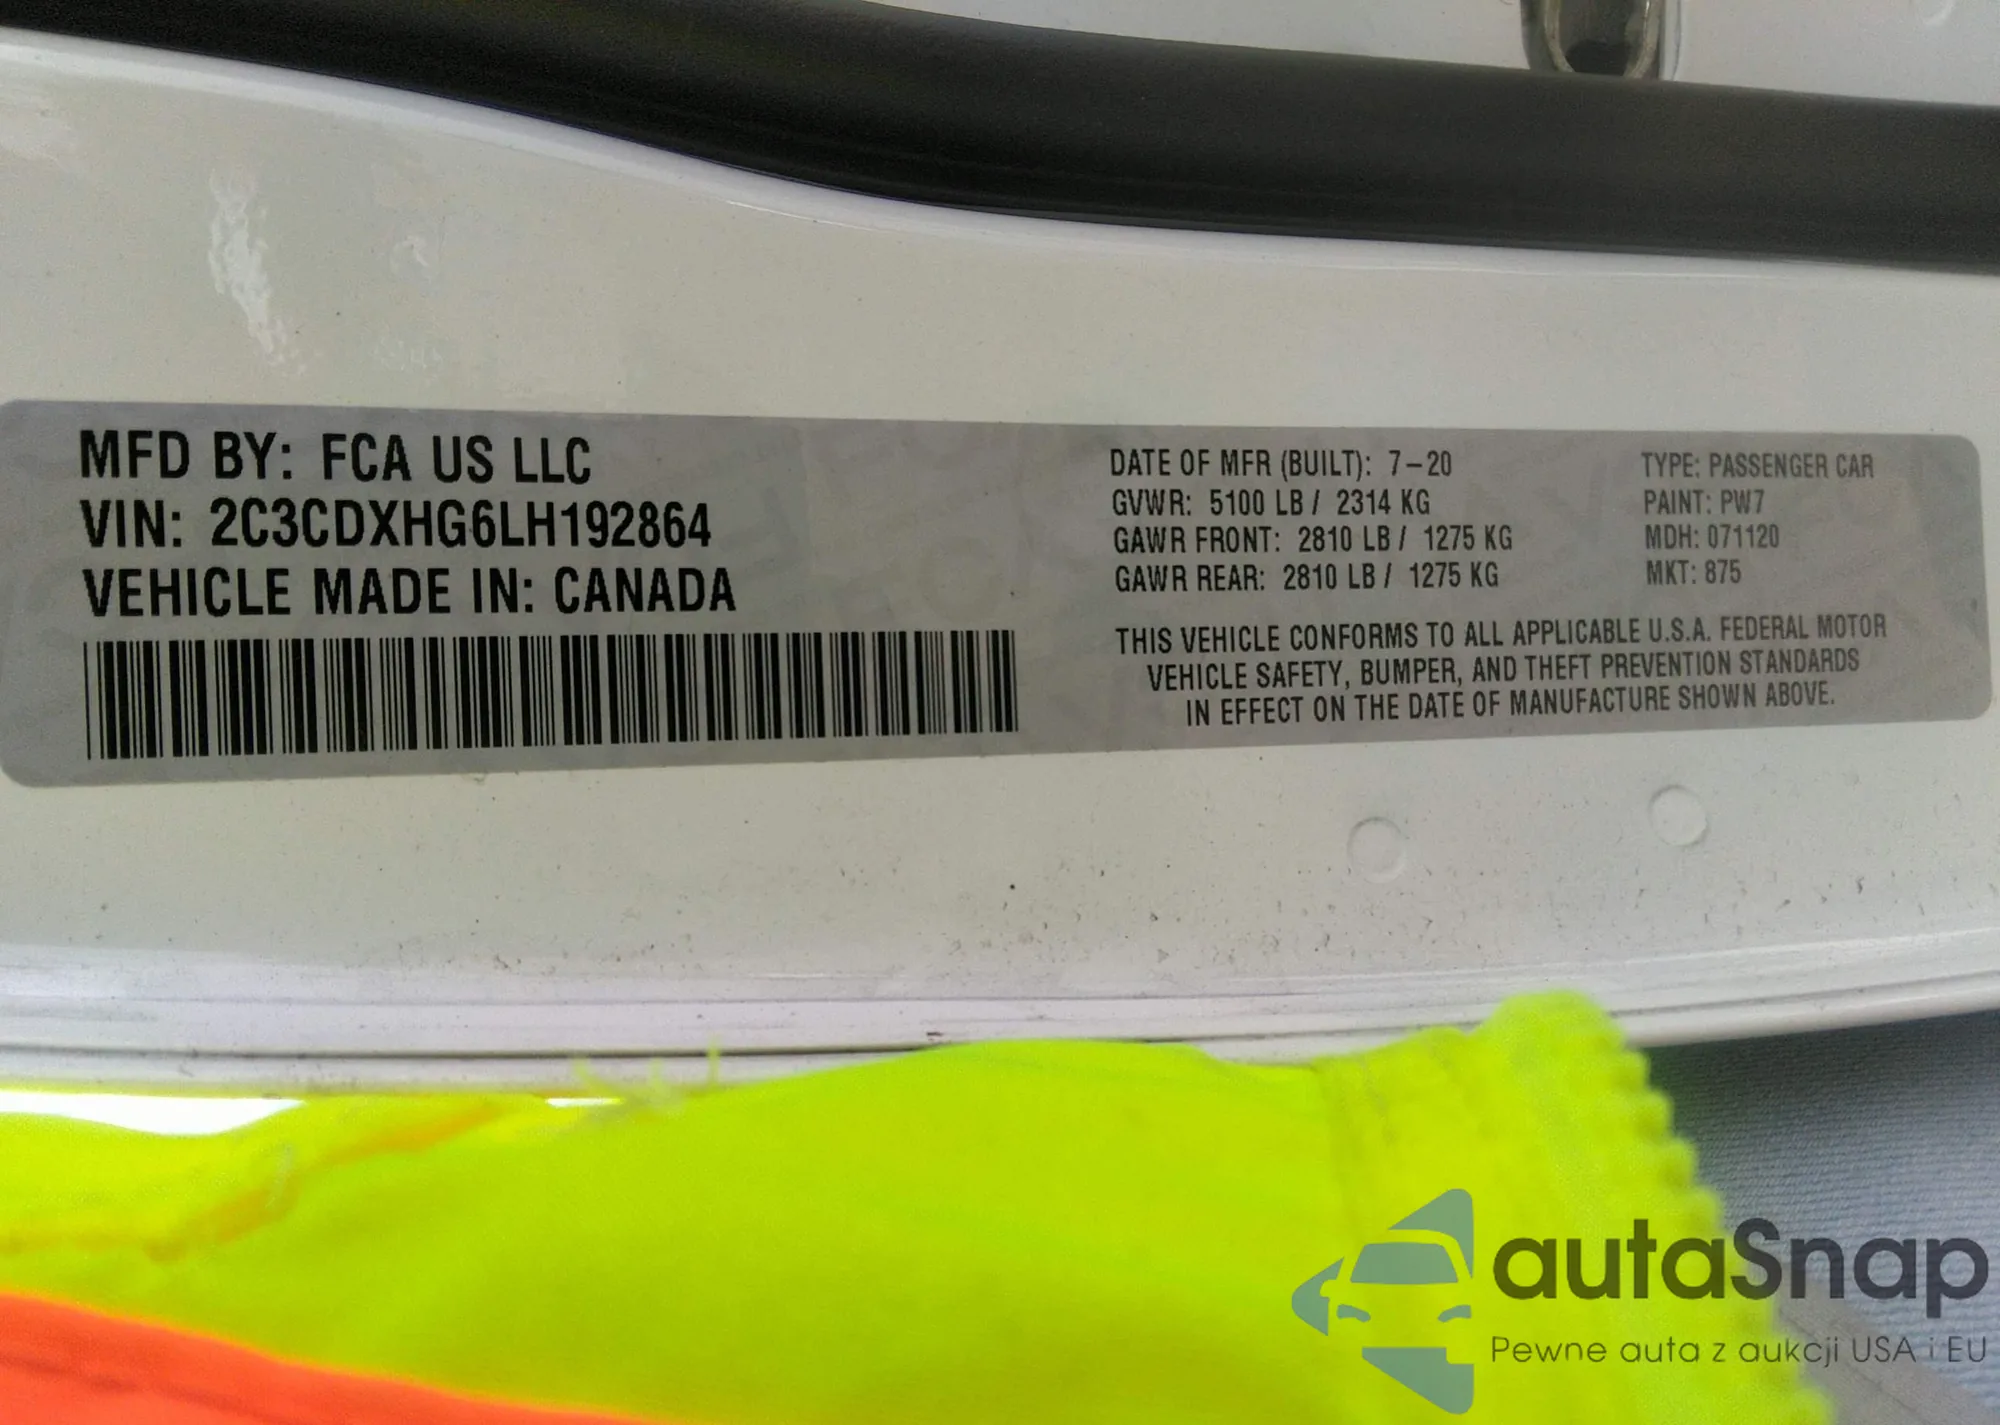 MFD BY: FCA US LLC
VIN: 2C3CDXHG6LH192864
VEHICLE MADE IN: CANADA
DATE OF MFR (BUILT): 7-20
GVWR: 5100 LB / 2314 KG
GAWR FRONT: 2810 LB / 1275 KG
GAWR REAR: 2810 LB / 1275 KG
TYPE: PASSENGER CAR
PAINT: PW7
MDH: 071120
MKT: 875
THIS VEHICLE CONFORMS TO ALL APPLICABLE U.S.A. FEDERAL MOTOR
VEHICLE SAFETY, BUMPER, AND THEFT PREVENTION STANDARDS
IN EFFECT ON THE DATE OF MANUFACTURE SHOWN ABOVE.
autaSnap
Pewne auta z aukcji USA i EU